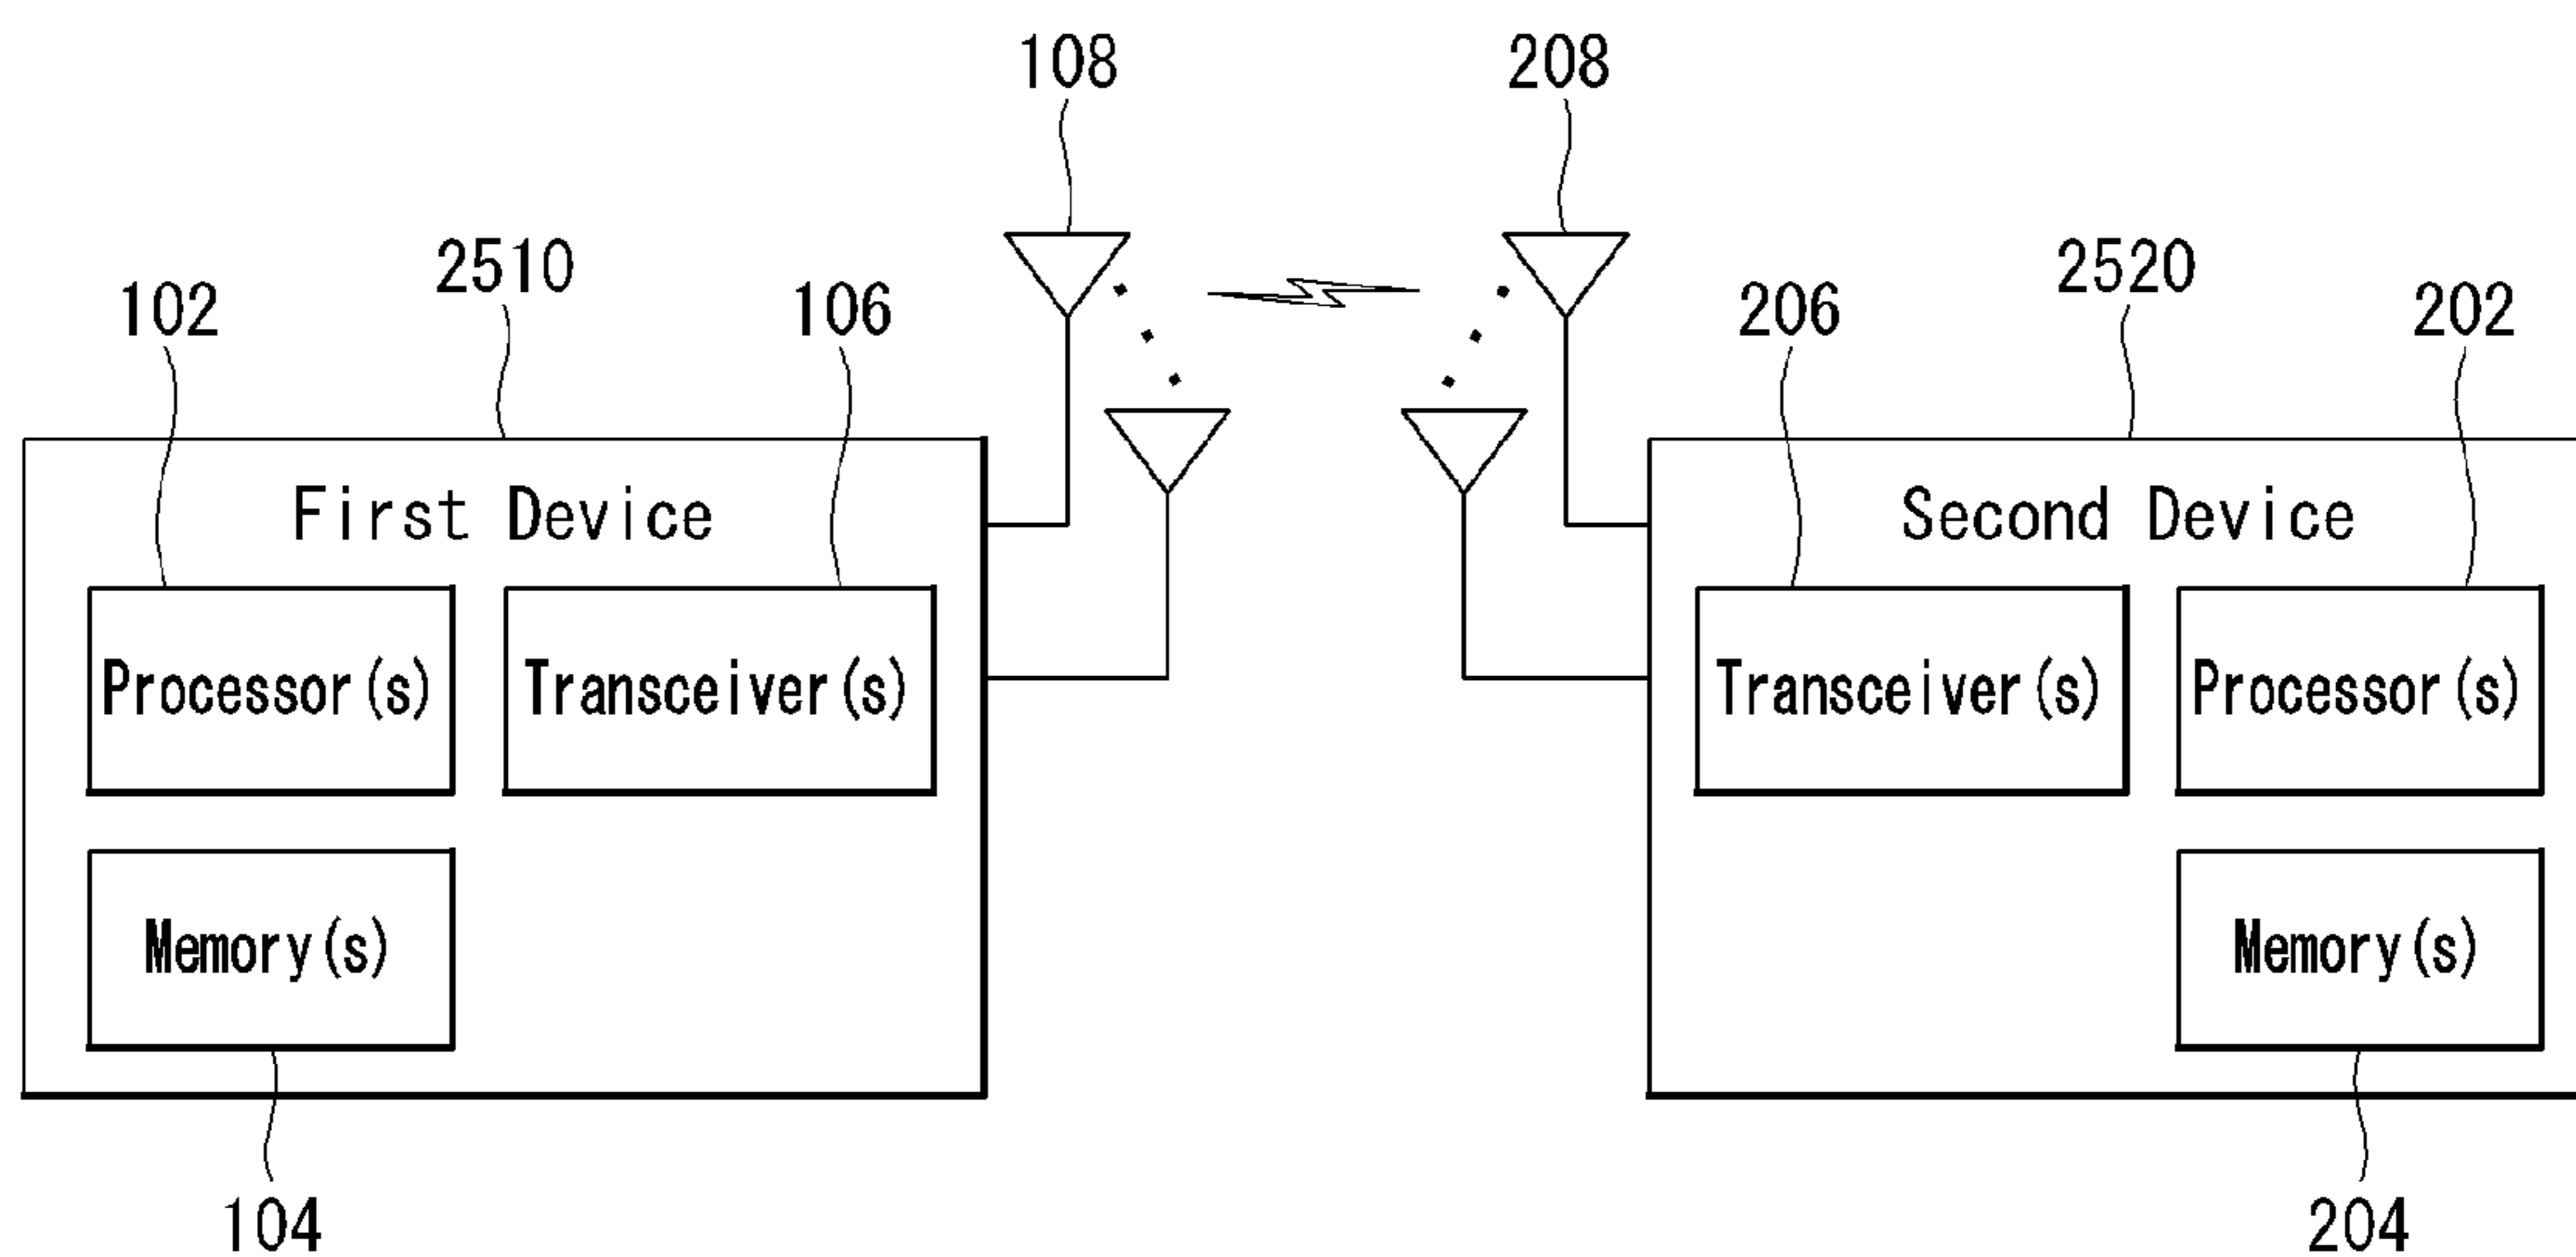 108
208
2510
2520
102
106
206
202
First Device
Second Device
Processor(s)
Transceiver(s)
Transceiver(s)
Processor(s)
Memory(s)
Memory(s)
104
204